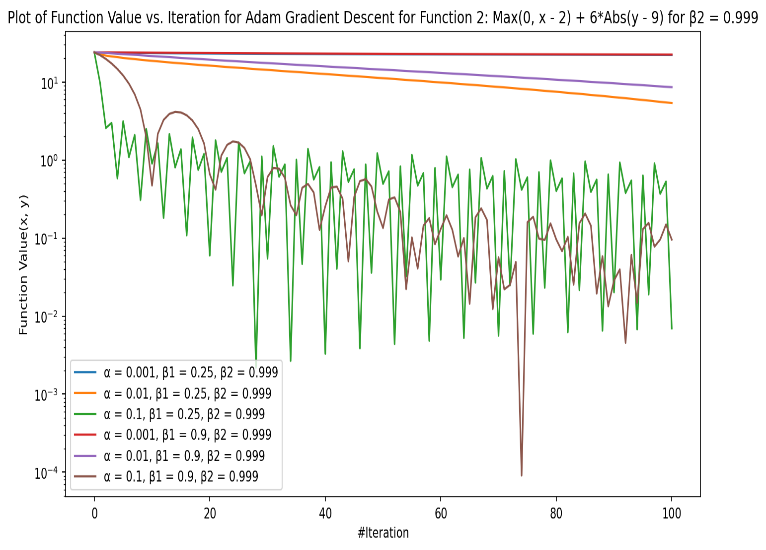 Plot of Function Value vs. Iteration for Adam Gradient Descent for Function 2: Max(0, x - 2) + 6*Abs(y - 9) for β2 = 0.999
10¹
10⁰
10⁻¹
10⁻²
10⁻³
10⁻⁴
Function Value(x, y)
α = 0.001, β1 = 0.25, β2 = 0.999
α = 0.01, β1 = 0.25, β2 = 0.999
α = 0.1, β1 = 0.25, β2 = 0.999
α = 0.001, β1 = 0.9, β2 = 0.999
α = 0.01, β1 = 0.9, β2 = 0.999
α = 0.1, β1 = 0.9, β2 = 0.999
0 20 40 60 80 100
#Iteration